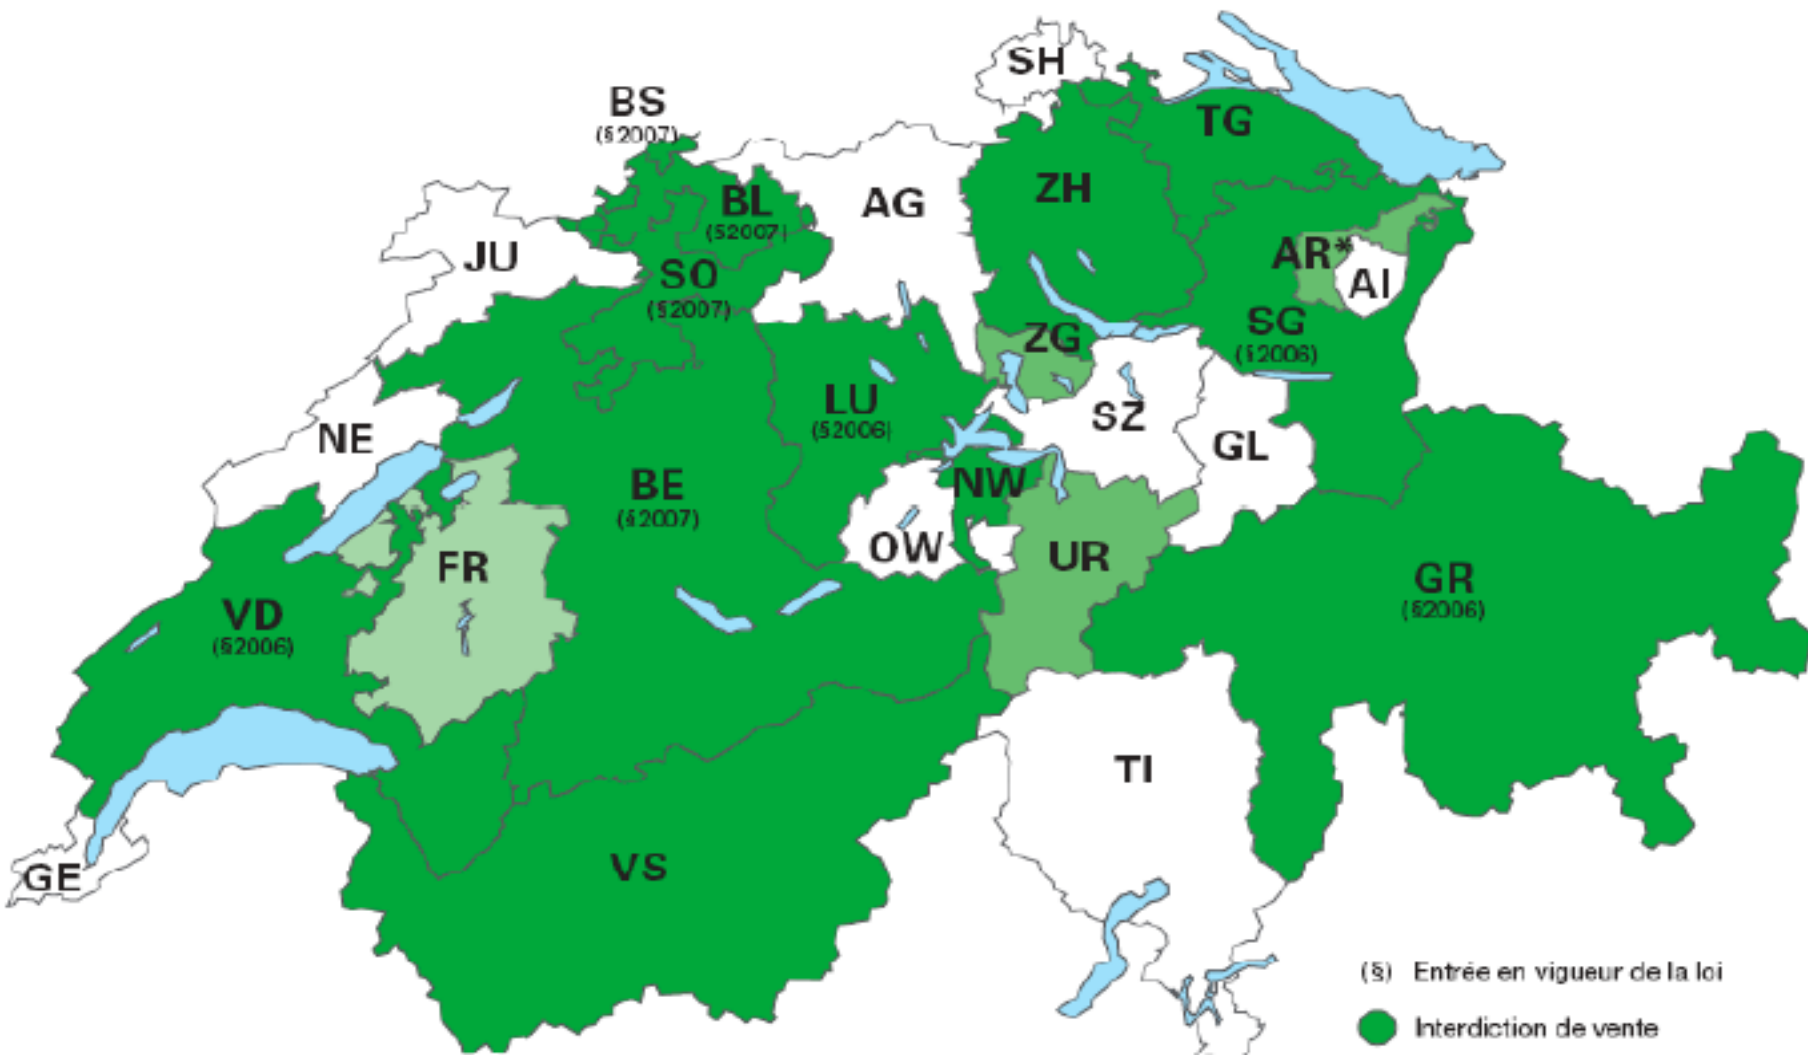 SH
BS
(§2007)
TG
ZH
BL
(§2007)
AG
JU
AR*
SO
(§2007)
AI
SG
(§2006)
ZG
LU
(§2006)
SZ
NE
GL
BE
(§2007)
NW
OW
UR
FR
GR
(§2006)
VD
(§2006)
TI
VS
GE
(§) Entrée en vigueur de la loi
Interdiction de vente